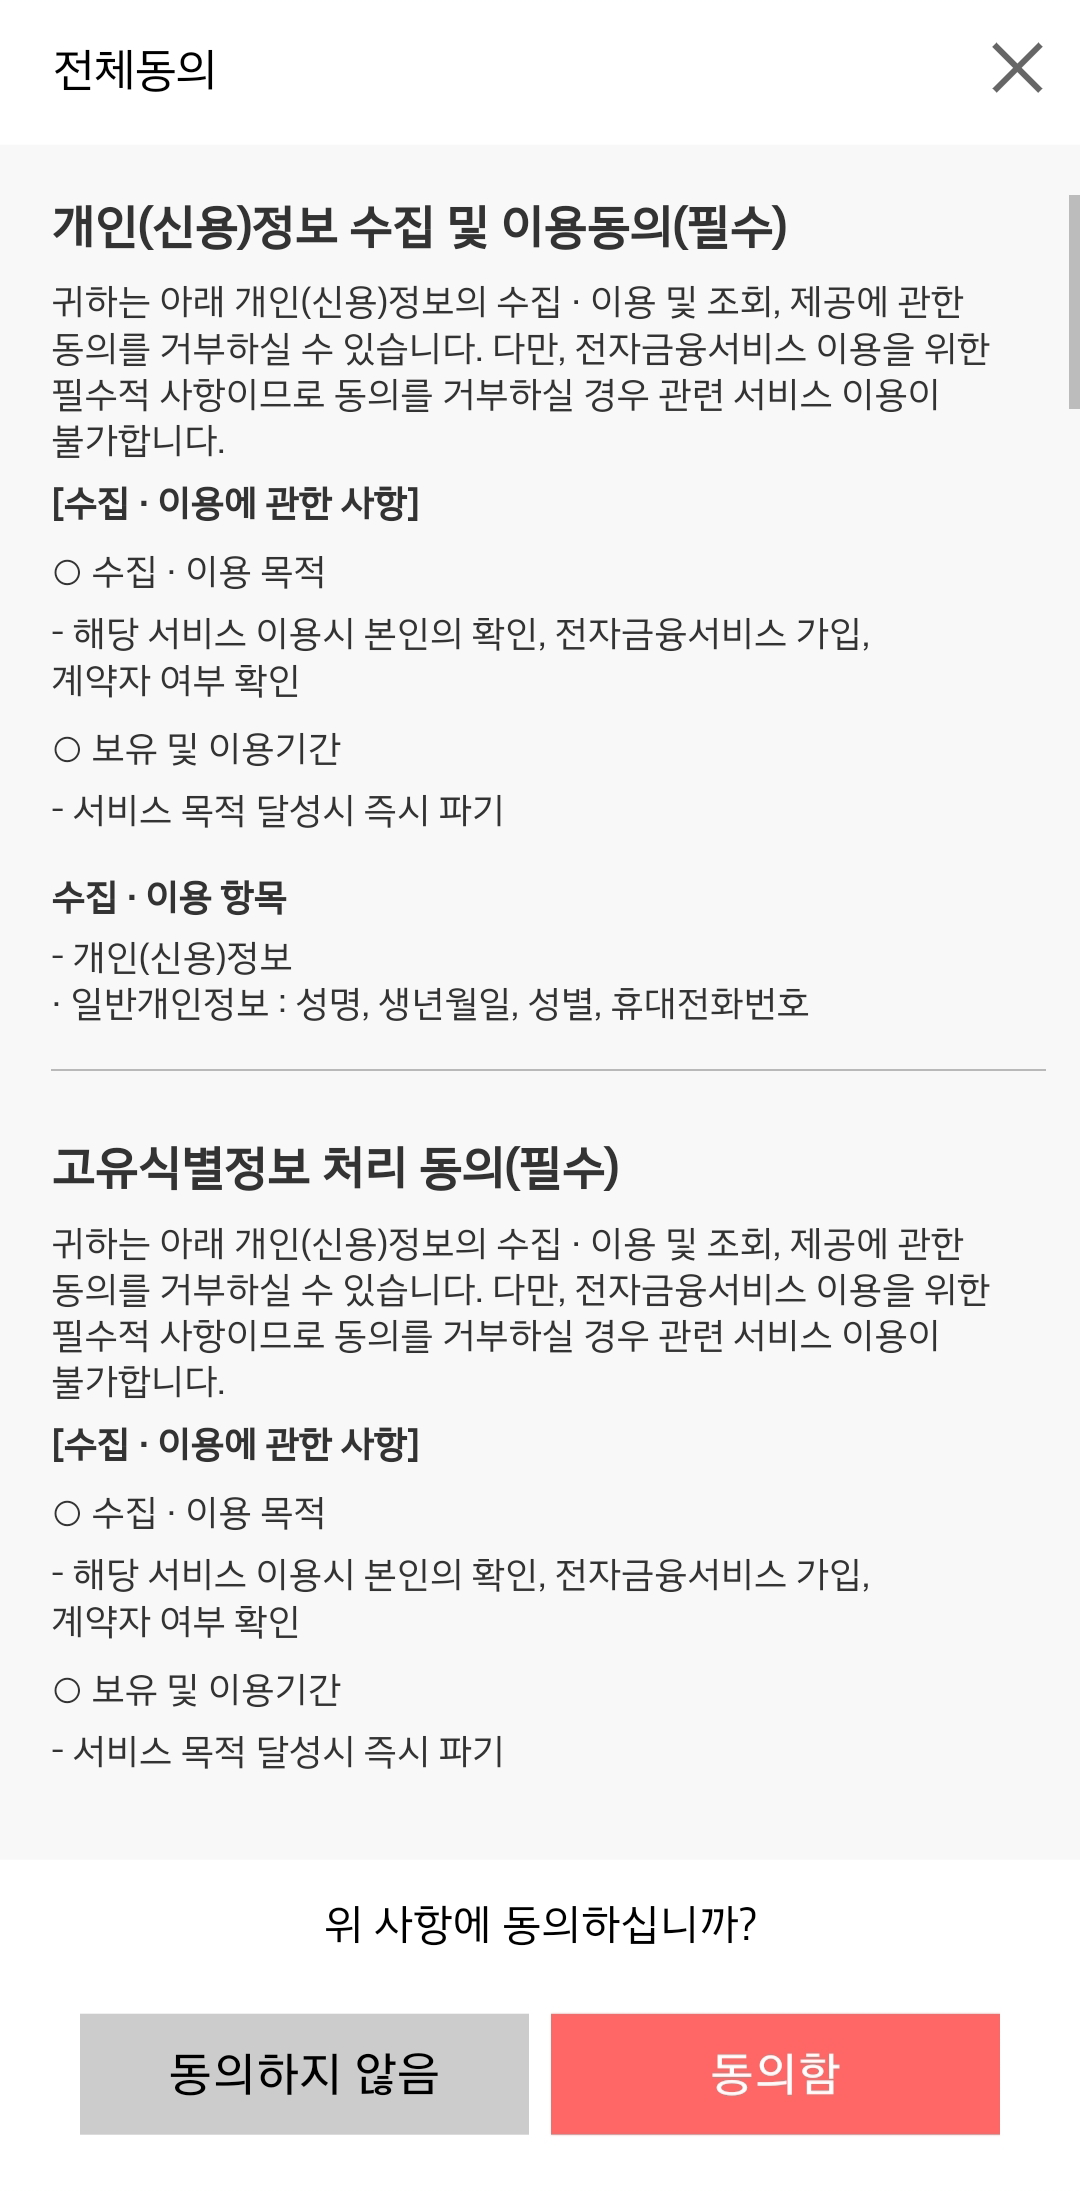 전체동의
개인(신용)정보 수집 및 이용동의(필수)
귀하는 아래 개인(신용)정보의 수집 · 이용 및 조회, 제공에 관한
동의를 거부하실 수 있습니다. 다만, 전자금융서비스 이용을 위한
필수적 사항이므로 동의를 거부하실 경우 관련 서비스 이용이
불가합니다.
[수집 · 이용에 관한 사항]
○ 수집 · 이용 목적
- 해당 서비스 이용시 본인의 확인, 전자금융서비스 가입,
계약자 여부 확인
○ 보유 및 이용기간
- 서비스 목적 달성시 즉시 파기
수집 · 이용 항목
- 개인(신용)정보
· 일반개인정보 : 성명, 생년월일, 성별, 휴대전화번호
고유식별정보 처리 동의(필수)
귀하는 아래 개인(신용)정보의 수집 · 이용 및 조회, 제공에 관한
동의를 거부하실 수 있습니다. 다만, 전자금융서비스 이용을 위한
필수적 사항이므로 동의를 거부하실 경우 관련 서비스 이용이
불가합니다.
[수집 · 이용에 관한 사항]
○ 수집 · 이용 목적
- 해당 서비스 이용시 본인의 확인, 전자금융서비스 가입,
계약자 여부 확인
○ 보유 및 이용기간
- 서비스 목적 달성시 즉시 파기
위 사항에 동의하십니까?
동의하지 않음
동의함